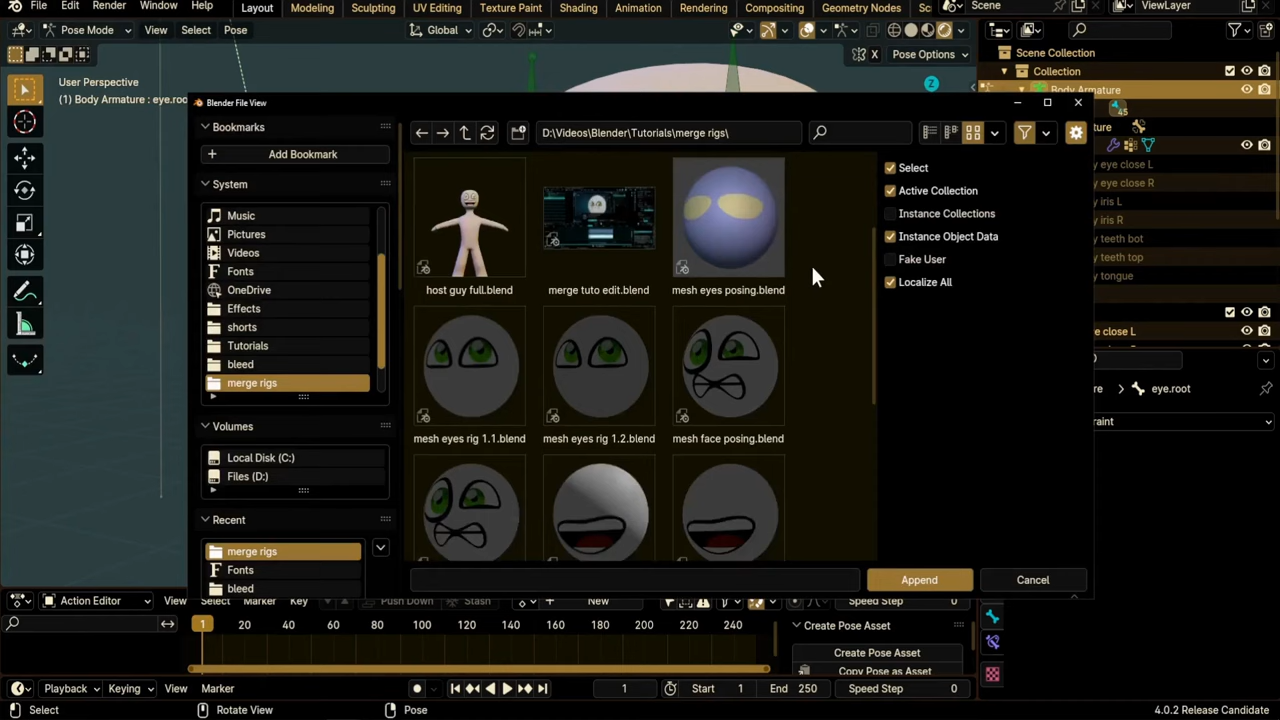 File Edit Render Window Help Layout Modeling Sculpting UV Editing Texture Paint Shading Animation Rendering Compositing Geometry Nodes Scene ViewLayer
Pose Mode View Select Pose Global
X Pose Options
User Perspective
(1) Body Armature : eye.roo
Z
Scene Collection
Collection
Body Armature
45
ture
y eye close L
y eye close R
y iris L
y iris R
y teeth bot
y teeth top
y tongue
e close L
Blender File View
Bookmarks
Add Bookmark
System
Music
Pictures
Videos
Fonts
OneDrive
Effects
shorts
Tutorials
bleed
merge rigs
Volumes
Local Disk (C:)
Files (D:)
Recent
merge rigs
Fonts
bleed
D:\Videos\Blender\Tutorials\merge rigs\
host guy full.blend merge tuto edit.blend mesh eyes posing.blend
mesh eyes rig 1.1.blend mesh eyes rig 1.2.blend mesh face posing.blend
Select
Active Collection
Instance Collections
Instance Object Data
Fake User
Localize All
Append Cancel
re eye.root
raint
Action Editor View Select Marker Key Push Down Stash New Speed Step 0
1 20 40 60 80 100 120 140 160 180 200 220 240
Create Pose Asset
Create Pose Asset
Copy Pose as Asset
Playback Keying View Marker 1 Start 1 End 250 Speed Step 0
Select Rotate View Pose 4.0.2 Release Candidate